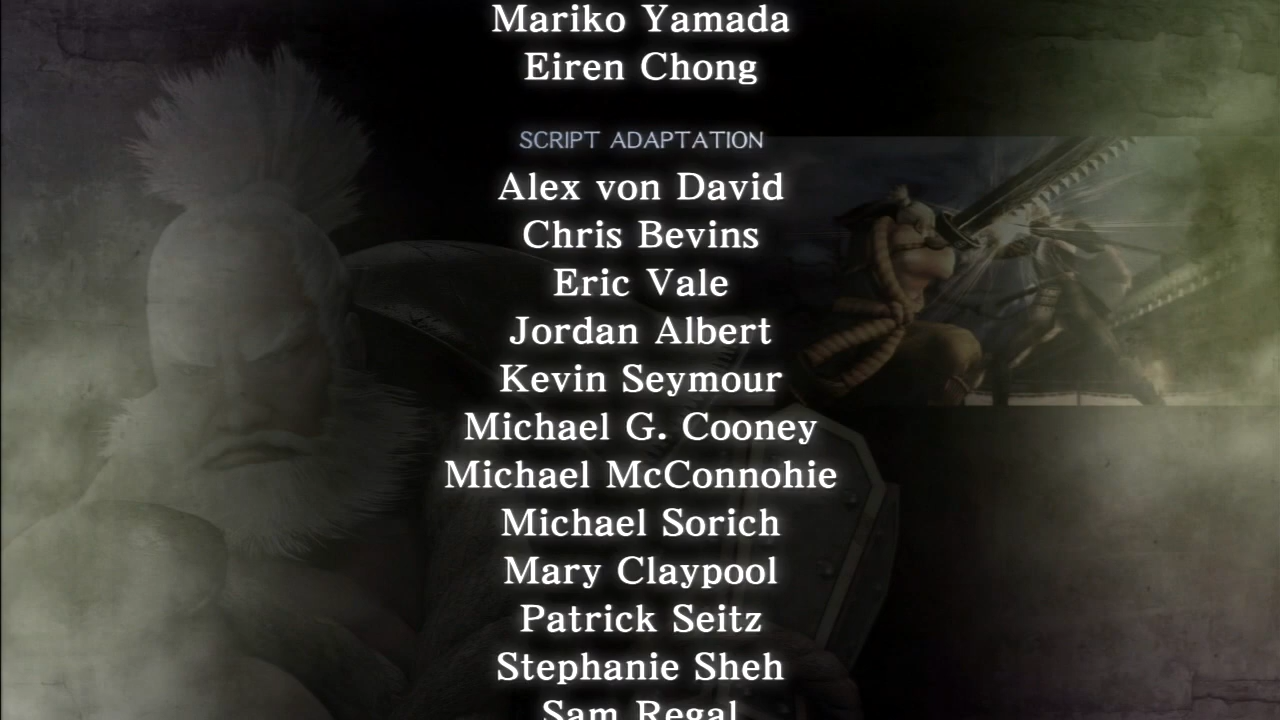 Mariko Yamada
Eiren Chong
SCRIPT ADAPTATION
Alex von David
Chris Bevins
Eric Vale
Jordan Albert
Kevin Seymour
Michael G. Cooney
Michael McConnohie
Michael Sorich
Mary Claypool
Patrick Seitz
Stephanie Sheh
Sam Regal